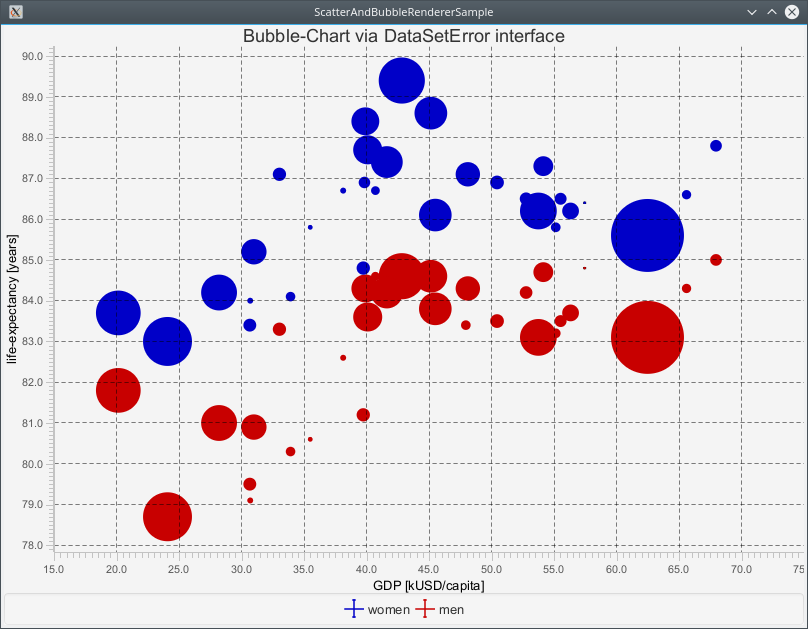 ScatterAndBubbleRendererSample
Bubble-Chart via DataSetError interface
life-expectancy [years]
90.0
89.0
88.0
87.0
86.0
85.0
84.0
83.0
82.0
81.0
80.0
79.0
78.0
15.0 20.0 25.0 30.0 35.0 40.0 45.0 50.0 55.0 60.0 65.0 70.0 75
GDP [kUSD/capita]
women men